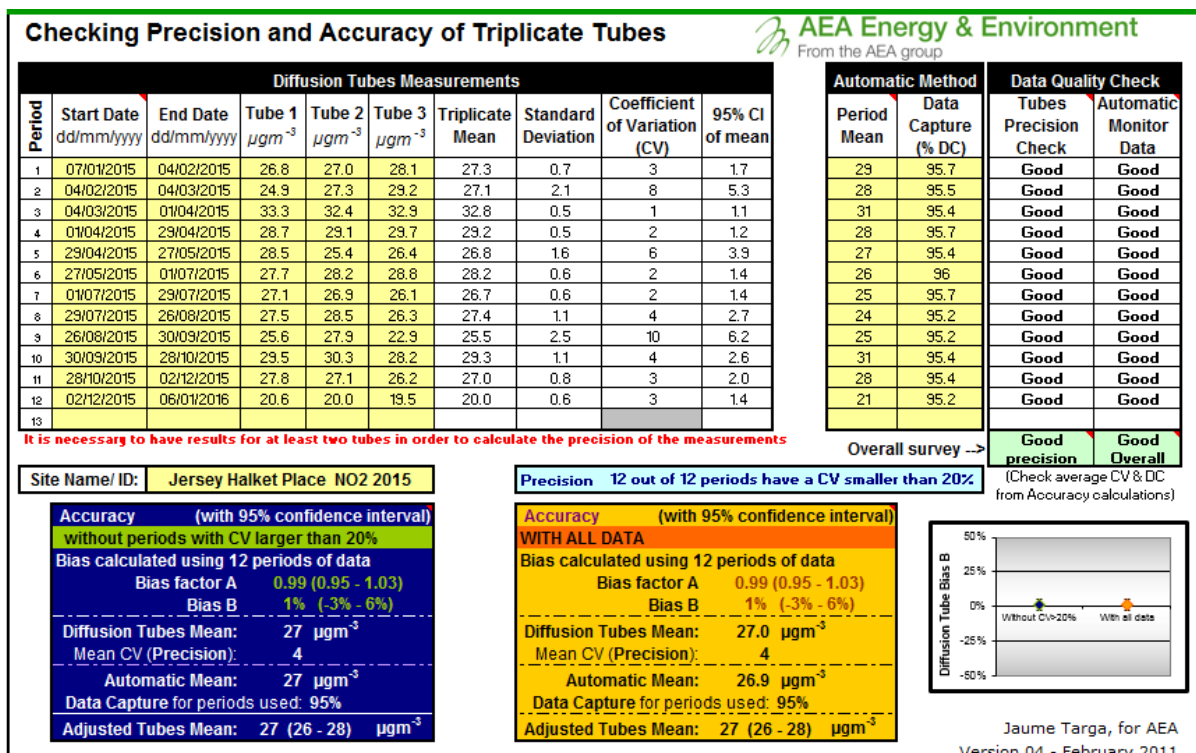 Checking Precision and Accuracy of Triplicate Tubes
AEA Energy & Environment
From the AEA group
Diffusion Tubes Measurements
Automatic Method
Data Quality Check
Period
Start Date dd/mm/yyyy
End Date dd/mm/yyyy
Tube 1 µgm⁻³
Tube 2 µgm⁻³
Tube 3 µgm⁻³
Triplicate Mean
Standard Deviation
Coefficient of Variation (CV)
95% CI of mean
Period Mean
Data Capture (% DC)
Tubes Precision Check
Automatic Monitor Data
1 07/01/2015 04/02/2015 26.8 27.0 28.1 27.3 0.7 3 1.7 29 95.7 Good Good
2 04/02/2015 04/03/2015 24.9 27.3 29.2 27.1 2.1 8 5.3 28 95.5 Good Good
3 04/03/2015 01/04/2015 33.3 32.4 32.9 32.8 0.5 1 1.1 31 95.4 Good Good
4 01/04/2015 29/04/2015 28.7 29.1 29.7 29.2 0.5 2 1.2 28 95.7 Good Good
5 29/04/2015 27/05/2015 28.5 25.4 26.4 26.8 1.6 6 3.9 27 95.4 Good Good
6 27/05/2015 01/07/2015 27.7 28.2 28.8 28.2 0.6 2 1.4 26 96 Good Good
7 01/07/2015 29/07/2015 27.1 26.9 26.1 26.7 0.6 2 1.4 25 95.7 Good Good
8 29/07/2015 26/08/2015 27.5 28.5 26.3 27.4 1.1 4 2.7 24 95.2 Good Good
9 26/08/2015 30/09/2015 25.6 27.9 22.9 25.5 2.5 10 6.2 25 95.2 Good Good
10 30/09/2015 28/10/2015 29.5 30.3 28.2 29.3 1.1 4 2.6 31 95.4 Good Good
11 28/10/2015 02/12/2015 27.8 27.1 26.2 27.0 0.8 3 2.0 28 95.4 Good Good
12 02/12/2015 06/01/2016 20.6 20.0 19.5 20.0 0.6 3 1.4 21 95.2 Good Good
13
It is necessary to have results for at least two tubes in order to calculate the precision of the measurements
Overall survey --> Good precision Good Overall
Site Name/ ID: Jersey Halket Place NO2 2015
Precision 12 out of 12 periods have a CV smaller than 20%
(Check average CV & DC from Accuracy calculations)
Accuracy (with 95% confidence interval)
without periods with CV larger than 20%
Bias calculated using 12 periods of data
Bias factor A 0.99 (0.95 - 1.03)
Bias B 1% (-3% - 6%)
Diffusion Tubes Mean: 27 µgm⁻³
Mean CV (Precision): 4
Automatic Mean: 27 µgm⁻³
Data Capture for periods used: 95%
Adjusted Tubes Mean: 27 (26 - 28) µgm⁻³
Accuracy (with 95% confidence interval)
WITH ALL DATA
Bias calculated using 12 periods of data
Bias factor A 0.99 (0.95 - 1.03)
Bias B 1% (-3% - 6%)
Diffusion Tubes Mean: 27.0 µgm⁻³
Mean CV (Precision): 4
Automatic Mean: 26.9 µgm⁻³
Data Capture for periods used: 95%
Adjusted Tubes Mean: 27 (26 - 28) µgm⁻³
Diffusion Tube Bias B
50%
25%
0%
-25%
-50%
Without CV>20%
With all data
Jaume Targa, for AEA
Version 04 - February 2011